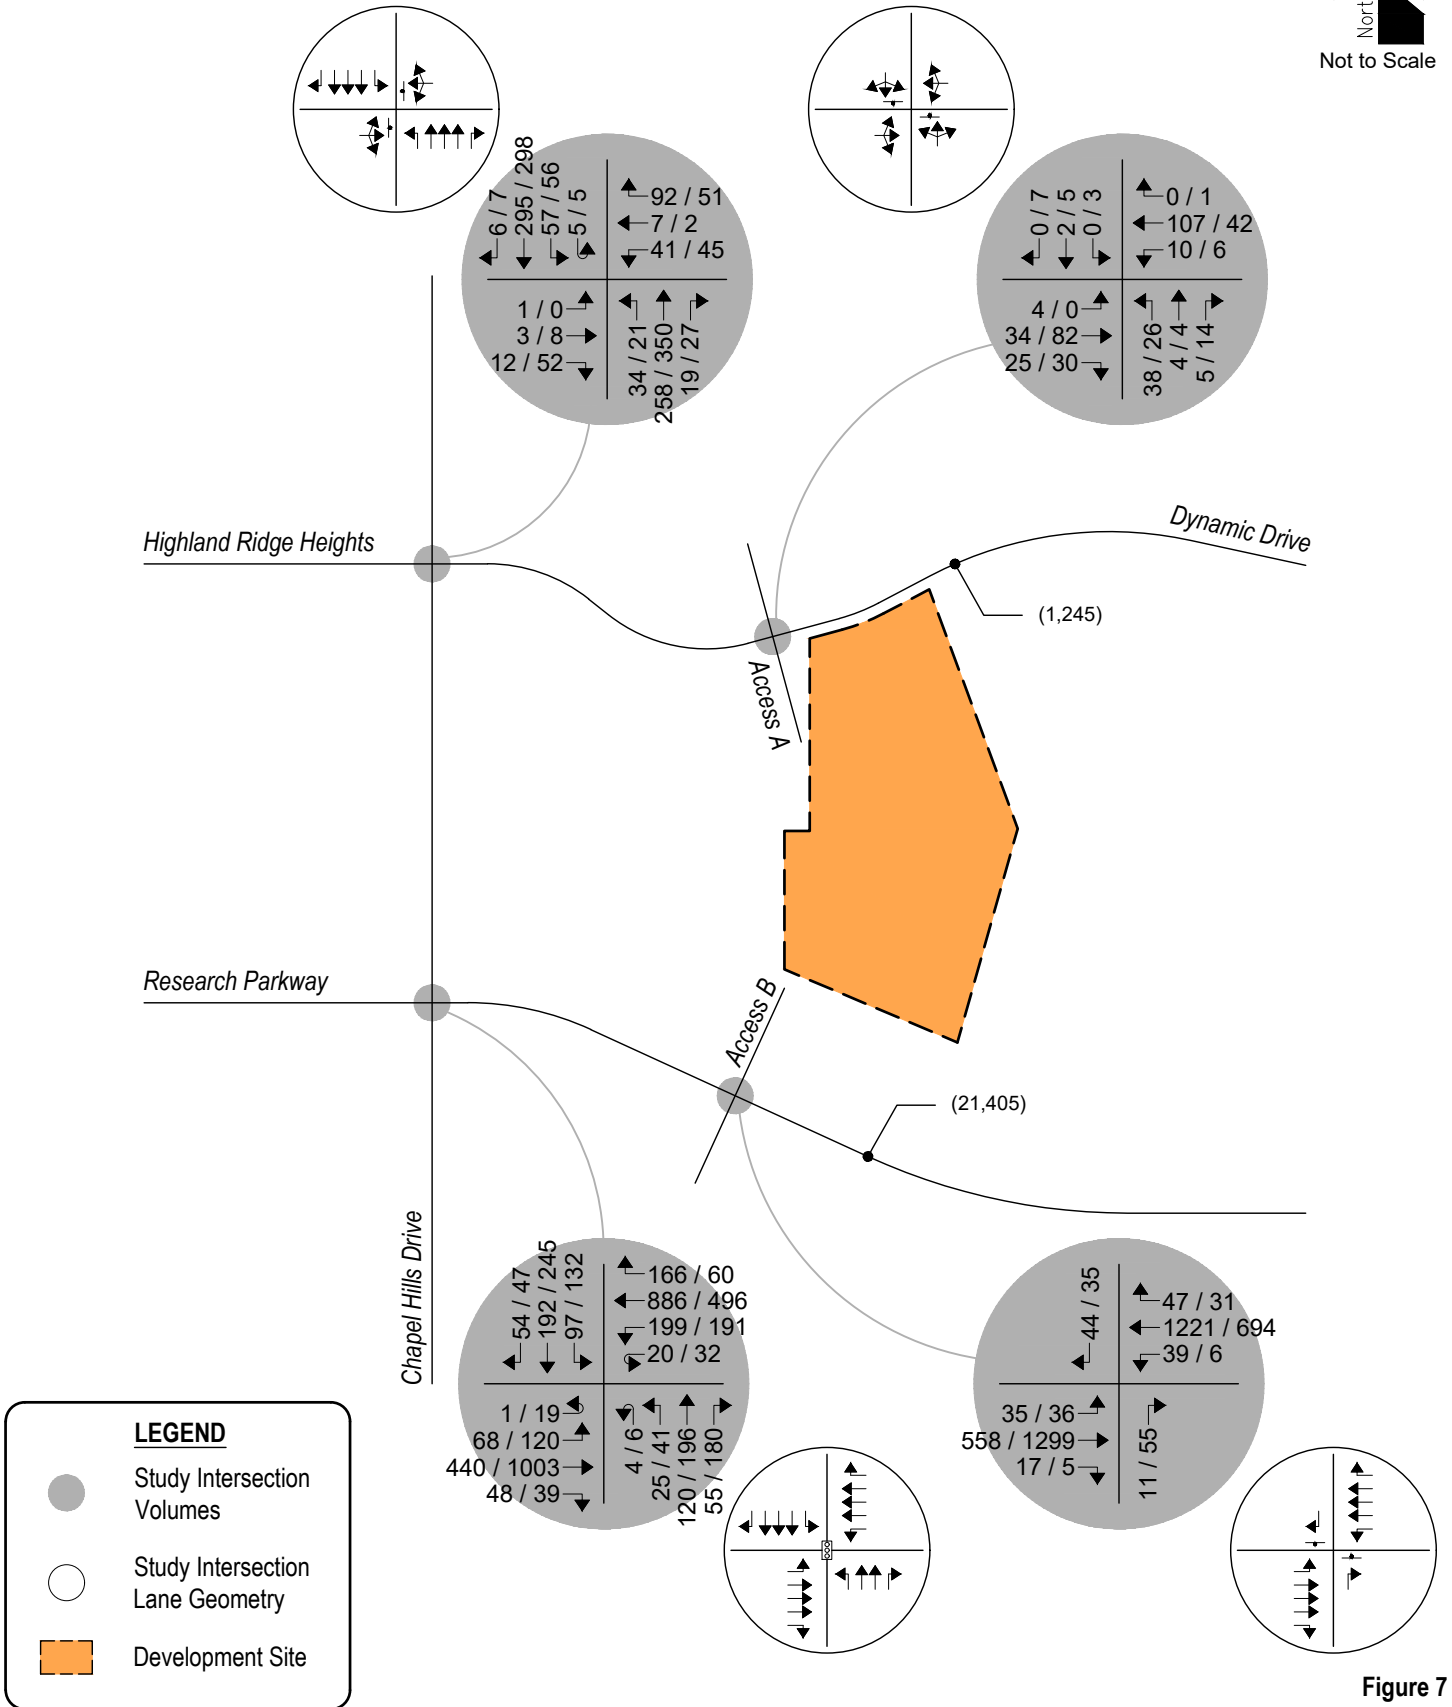 Nort
Not to Scale
6 / 7
295 / 298
57 / 56
5 / 5
92 / 51
7 / 2
41 / 45
1 / 0
3 / 8
12 / 52
34 / 21
258 / 350
19 / 27
0 / 7
2 / 5
0 / 3
0 / 1
107 / 42
10 / 6
4 / 0
34 / 82
25 / 30
38 / 26
4 / 4
5 / 14
Highland Ridge Heights
Dynamic Drive
(1,245)
Access A
Research Parkway
Access B
(21,405)
Chapel Hills Drive
54 / 47
192 / 245
97 / 132
166 / 60
886 / 496
199 / 191
20 / 32
1 / 19
68 / 120
440 / 1003
48 / 39
4 / 6
25 / 41
120 / 196
55 / 180
44 / 35
47 / 31
1221 / 694
39 / 6
35 / 36
558 / 1299
17 / 5
11 / 55
LEGEND
Study Intersection
Volumes
Study Intersection
Lane Geometry
Development Site
Figure 7